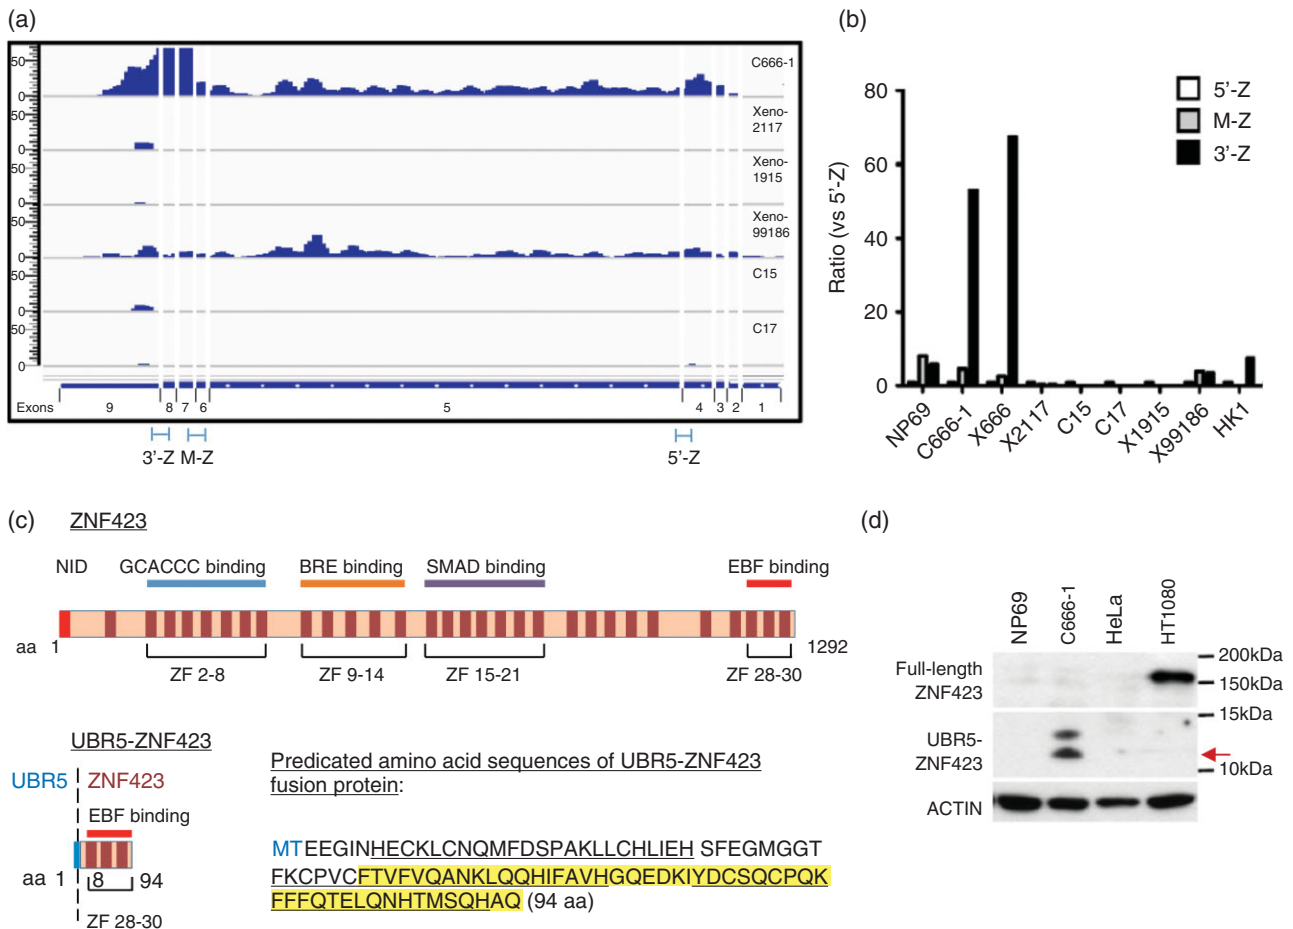 (a)
50
0
C666-1
50
0
Xeno-
2117
50
0
Xeno-
1915
50
0
Xeno-
99186
50
0
C15
50
0
C17
Exons 9 8 7 6 5 4 3 2 1
3'-Z M-Z 5'-Z
(b)
Ratio (vs 5'-Z)
80
60
40
20
0
5'-Z
M-Z
3'-Z
NP69
C666-1
X666
X2117
C15
C17
X1915
X99186
HK1
(c)
ZNF423
NID GCACCC binding BRE binding SMAD binding EBF binding
aa 1 1292
ZF 2-8 ZF 9-14 ZF 15-21 ZF 28-30
UBR5-ZNF423
UBR5 ZNF423
EBF binding
aa 1 8 94
ZF 28-30
Predicated amino acid sequences of UBR5-ZNF423
fusion protein:
MTEEGINHECKLCNQMFDSPAKLLCHLIEH SFEGMGGT
FKCPVCFTVFVQANKLQQHIFAVHGQEDKIYDCSQCPQK
FFFQTELQNHTMSQHAQ (94 aa)
(d)
NP69
C666-1
HeLa
HT1080
Full-length
ZNF423
200kDa
150kDa
UBR5-
ZNF423
15kDa
10kDa
ACTIN